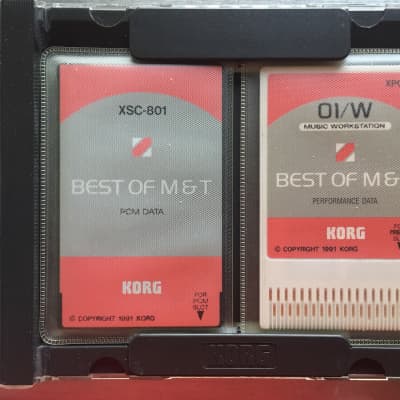 XSC-801
BEST OF M & T
PCM DATA
KORG
FOR
PCM
SLOT
© COPYRIGHT 1991 KORG
01/W
MUSIC WORKSTATION
BEST OF M &
PERFORMANCE DATA
KORG
© COPYRIGHT 1991 KORG
KORG